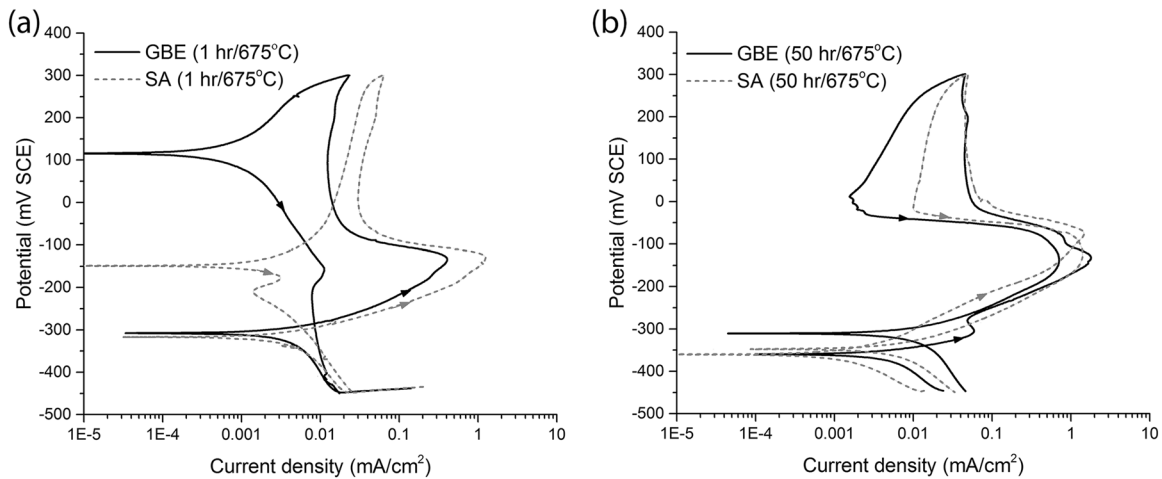 (a)
GBE (1 hr/675°C)
SA (1 hr/675°C)
400
300
200
100
0
-100
-200
-300
-400
-500
Potential (mV SCE)
1E-5
1E-4
0.001
0.01
0.1
1
10
Current density (mA/cm²)
(b)
GBE (50 hr/675°C)
SA (50 hr/675°C)
400
300
200
100
0
-100
-200
-300
-400
-500
Potential (mV SCE)
1E-5
1E-4
0.001
0.01
0.1
1
10
Current density (mA/cm²)